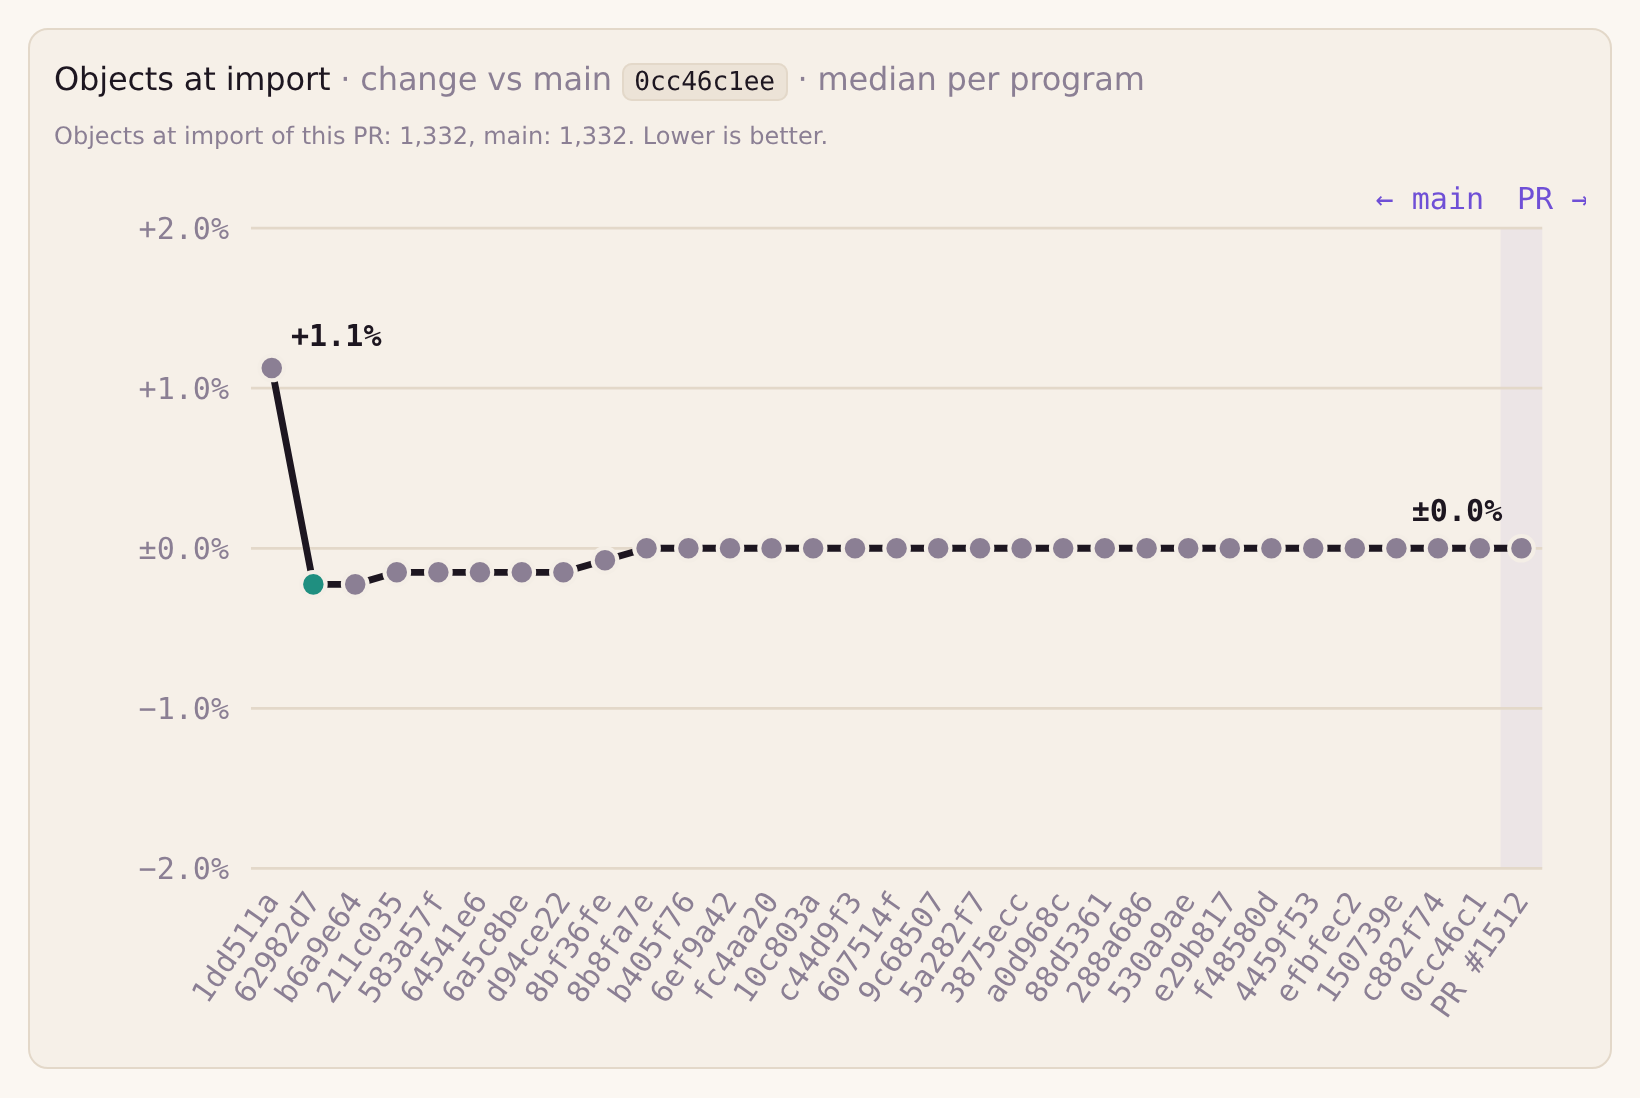 Objects at import · change vs main 0cc46c1ee · median per program
Objects at import of this PR: 1,332, main: 1,332. Lower is better.
← main PR →
+2.0%
+1.1%
+1.0%
±0.0%
±0.0%
−1.0%
−2.0%
1dd511a
62982d7
b6a9e64
211c035
583a57f
64541e6
6a5c8be
d94ce22
8bf36fe
8b8fa7e
b405f76
6ef9a42
fc4aa20
10c803a
c44d9f3
607514f
9c68507
5a282f7
3875ecc
a0d968c
88d5361
288a686
530a9ae
e29b817
f48580d
4459f53
efbfec2
150739e
c882f74
0cc46c1
PR #1512